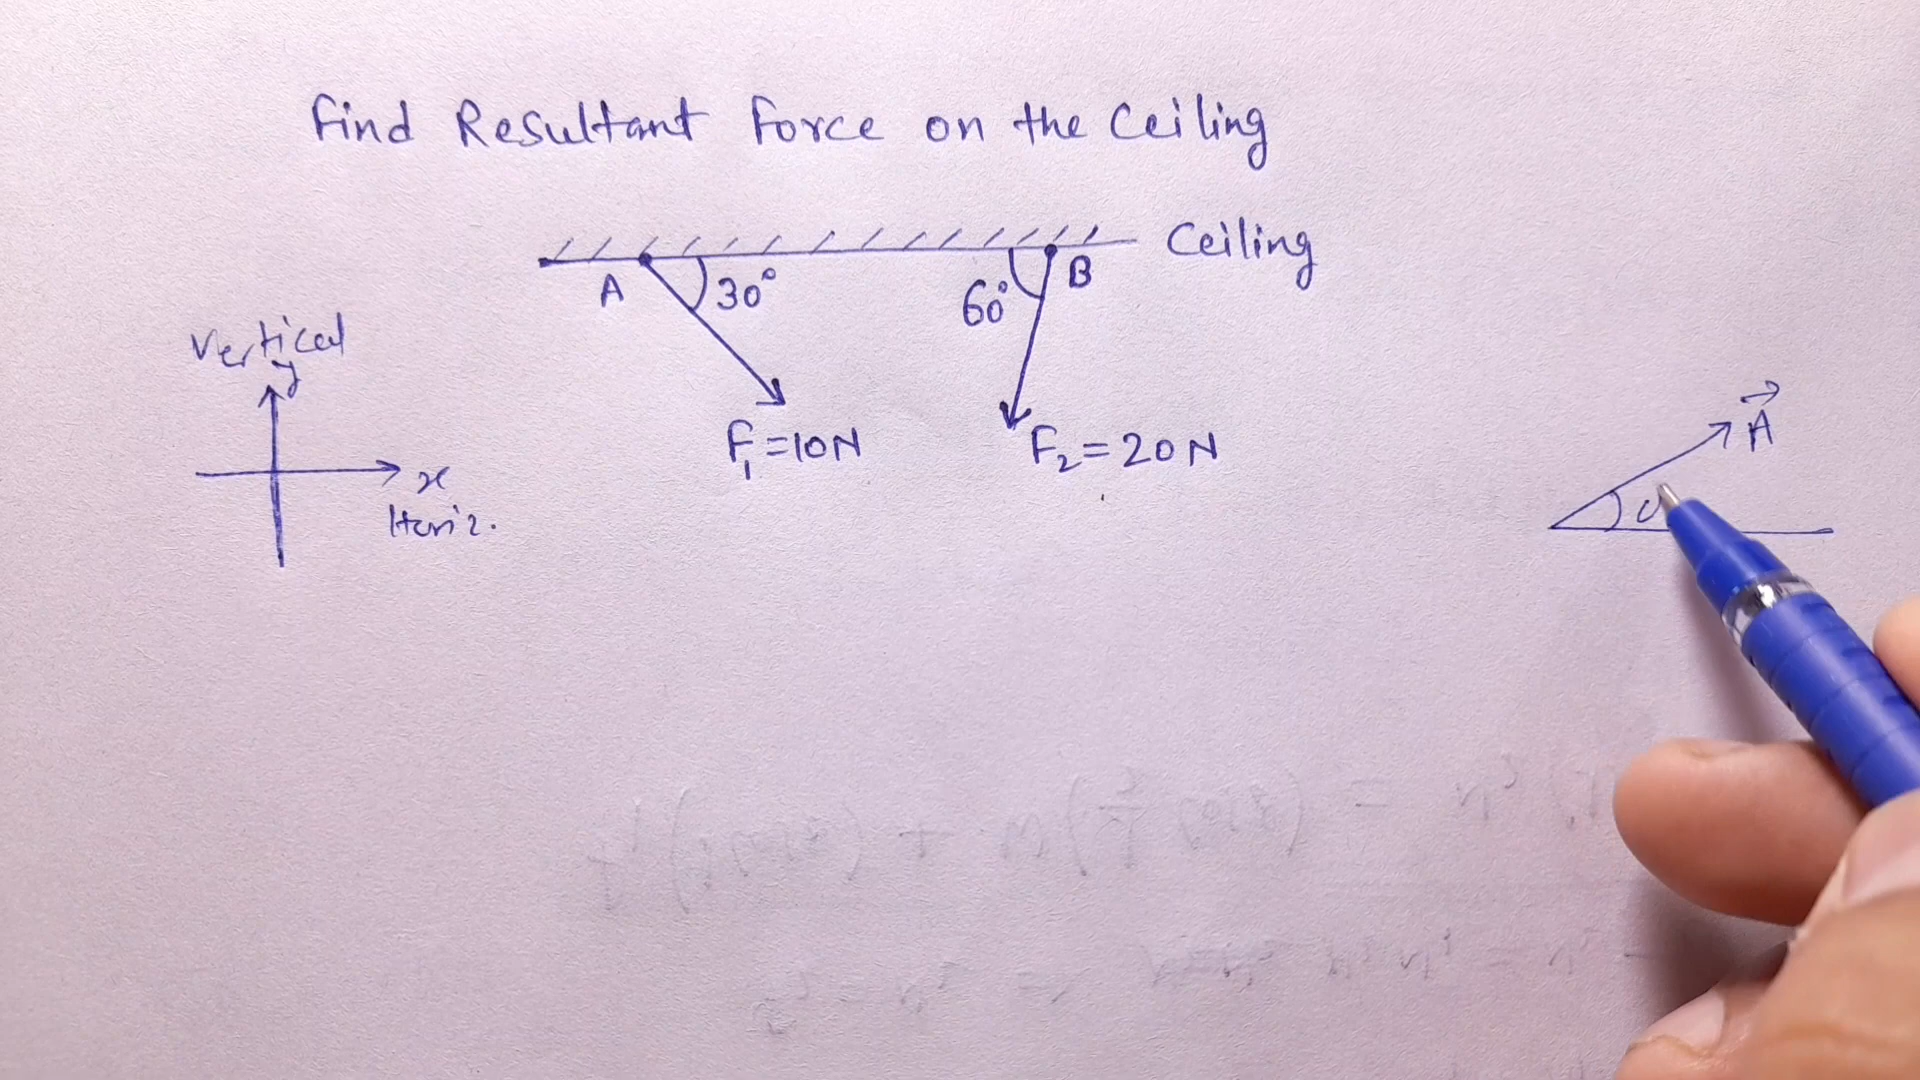 Find Resultant Force on the Ceiling
Ceiling
A 30° 60° B
Vertical
y
F₁=10N F₂=20N
x
Horiz.
A